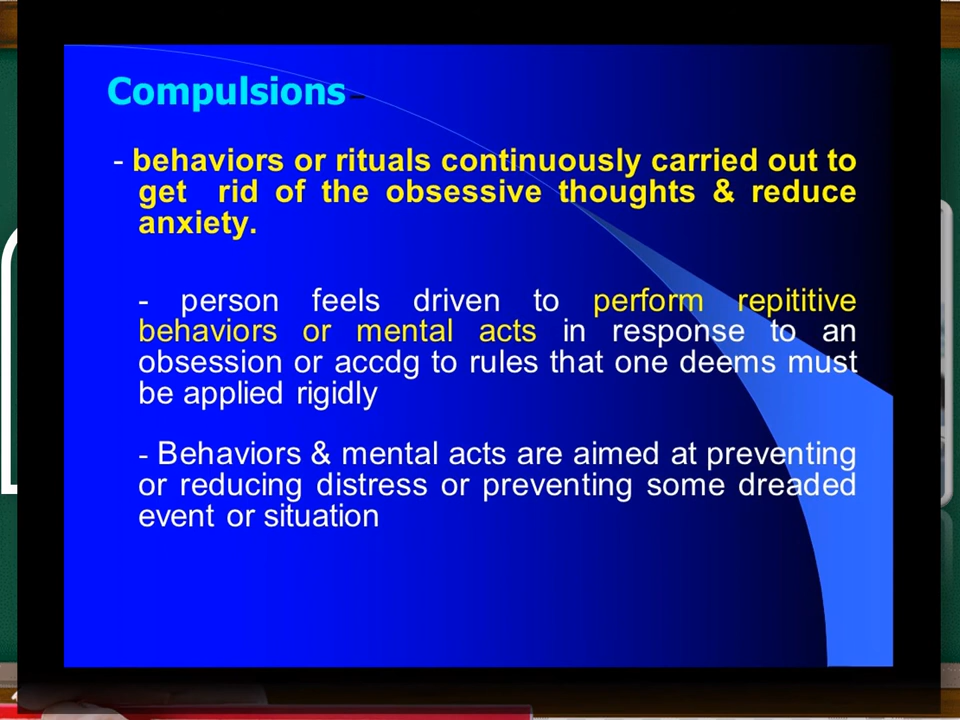 Compulsions –
- behaviors or rituals continuously carried out to
get rid of the obsessive thoughts & reduce
anxiety.
- person feels driven to perform repititive
behaviors or mental acts in response to an
obsession or accdg to rules that one deems must
be applied rigidly
- Behaviors & mental acts are aimed at preventing
or reducing distress or preventing some dreaded
event or situation